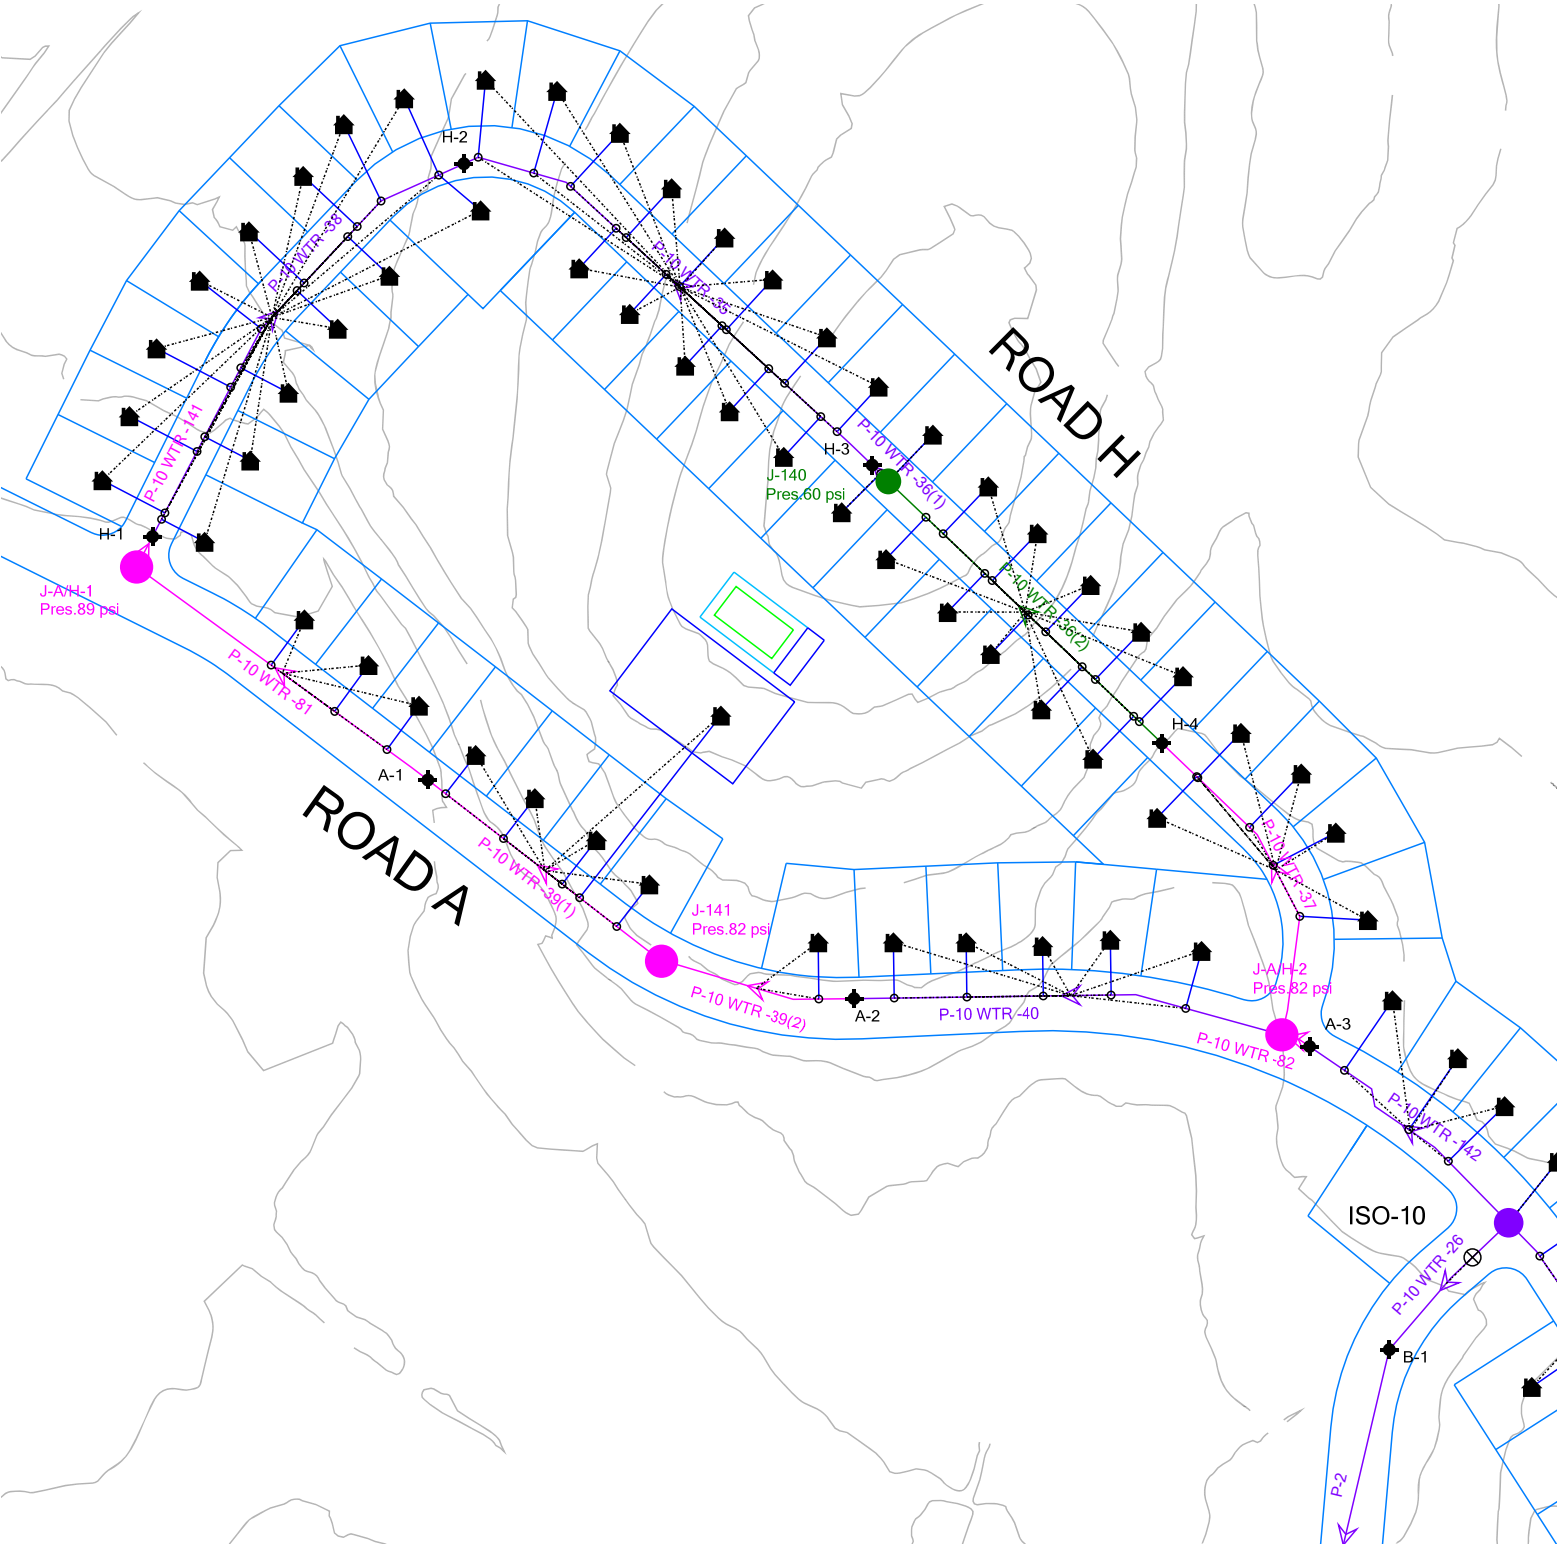 H-2
P-10 WTR -38
P-10 WTR -35
ROAD H
P-10 WTR -141
H-3
P-10 WTR -36(1)
J-140
Pres.60 psi
H-1
P-10 WTR -36(2)
J-A/H-1
Pres.89 psi
P-10 WTR -81
H-4
A-1
ROAD A
P-10 WTR -39(1)
P-10 WTR -37
J-141
Pres.82 psi
J-A/H-2
Pres.82 psi
P-10 WTR -39(2)
A-2
P-10 WTR -40
A-3
P-10 WTR -82
P-10 WTR -142
ISO-10
P-10 WTR -26
B-1
P-2